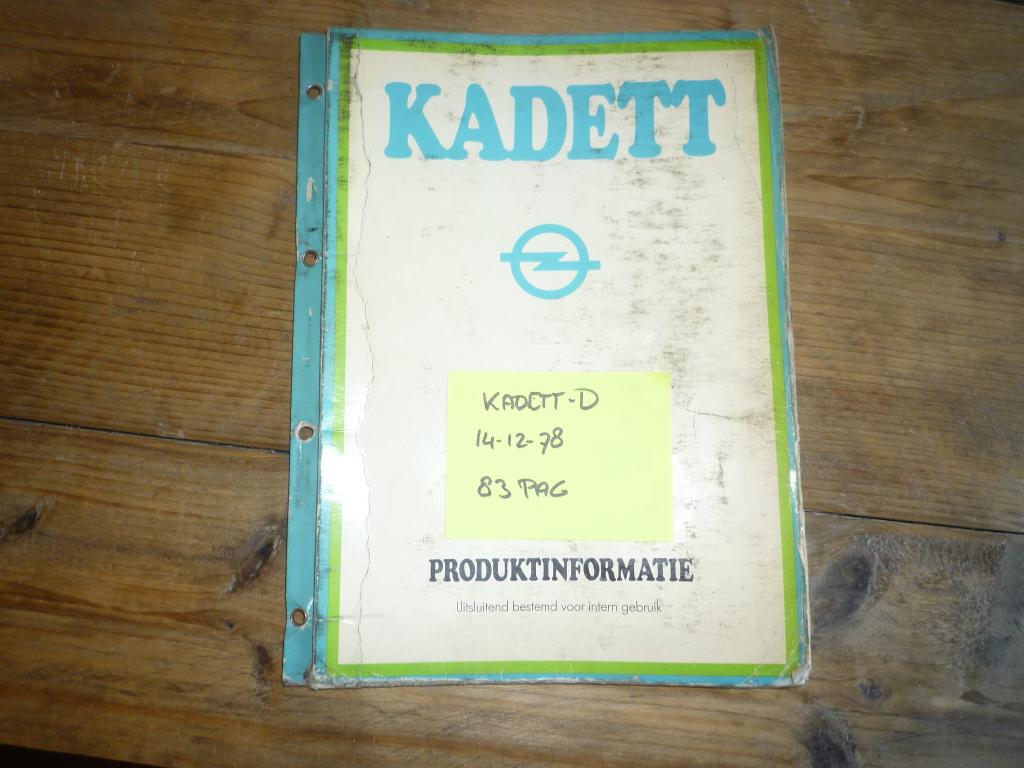 KADETT
KADETT-D
14-12-78
83 PAG
PRODUKTINFORMATIE
Uitsluitend bestemd voor intern gebruik